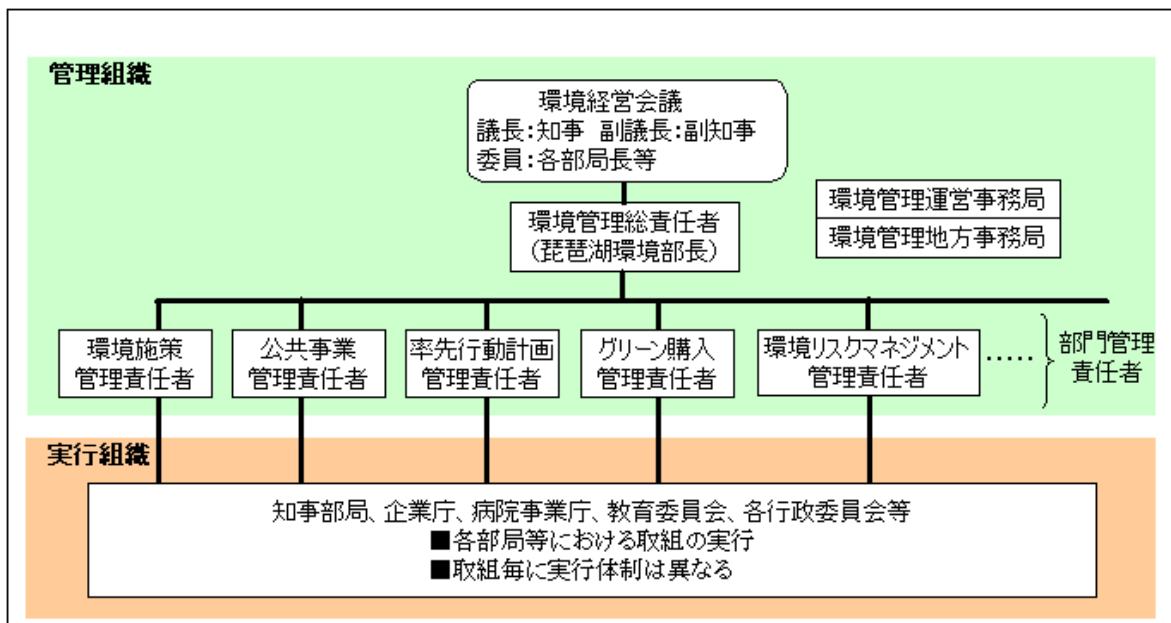 管理組織
環境経営会議
議長:知事 副議長:副知事
委員:各部局長等
環境管理総責任者
(琵琶湖環境部長)
環境管理運営事務局
環境管理地方事務局
環境施策
管理責任者
公共事業
管理責任者
率先行動計画
管理責任者
グリーン購入
管理責任者
環境リスクマネジメント
管理責任者
‥‥‥
部門管理
責任者
実行組織
知事部局、企業庁、病院事業庁、教育委員会、各行政委員会等
■各部局等における取組の実行
■取組毎に実行体制は異なる